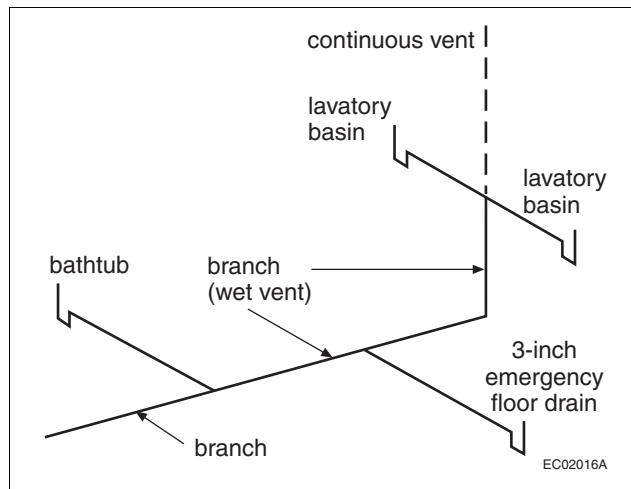 continuous vent
lavatory
basin
lavatory
basin
bathtub
branch
(wet vent)
3-inch
emergency
floor drain
branch
EC02016A